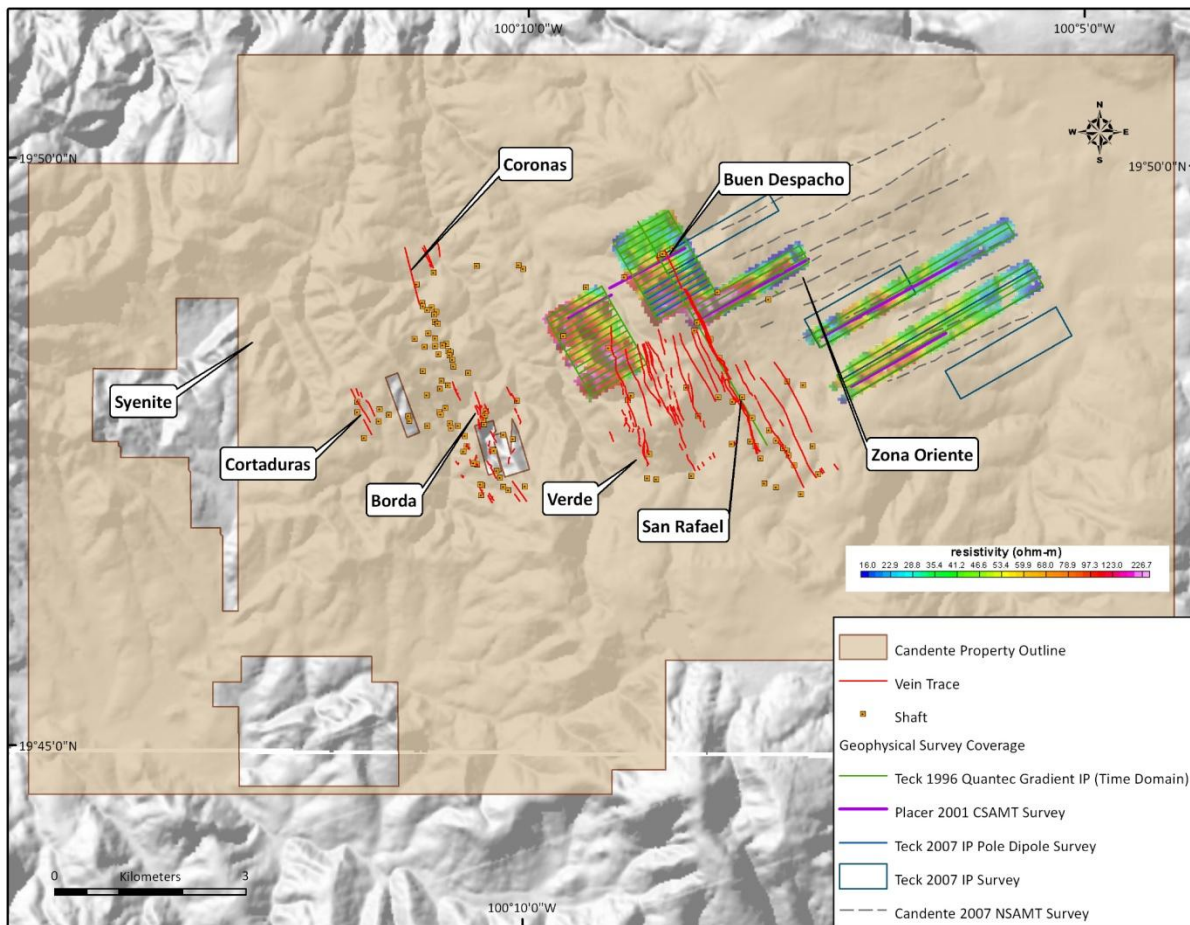 100°10'0"W
100°5'0"W
N
W E
S
19°50'0"N
19°50'0"N
Coronas
Buen Despacho
Syenite
Cortaduras
Borda
Verde
San Rafael
Zona Oriente
resistivity (ohm-m)
16.0 22.9 28.8 35.4 41.2 46.6 53.4 59.9 68.0 78.9 97.3 123.0 226.7
Candente Property Outline
Vein Trace
Shaft
Geophysical Survey Coverage
Teck 1996 Quantec Gradient IP (Time Domain)
Placer 2001 CSAMT Survey
Teck 2007 IP Pole Dipole Survey
Teck 2007 IP Survey
Candente 2007 NSAMT Survey
19°45'0"N
0 Kilometers 3
100°10'0"W